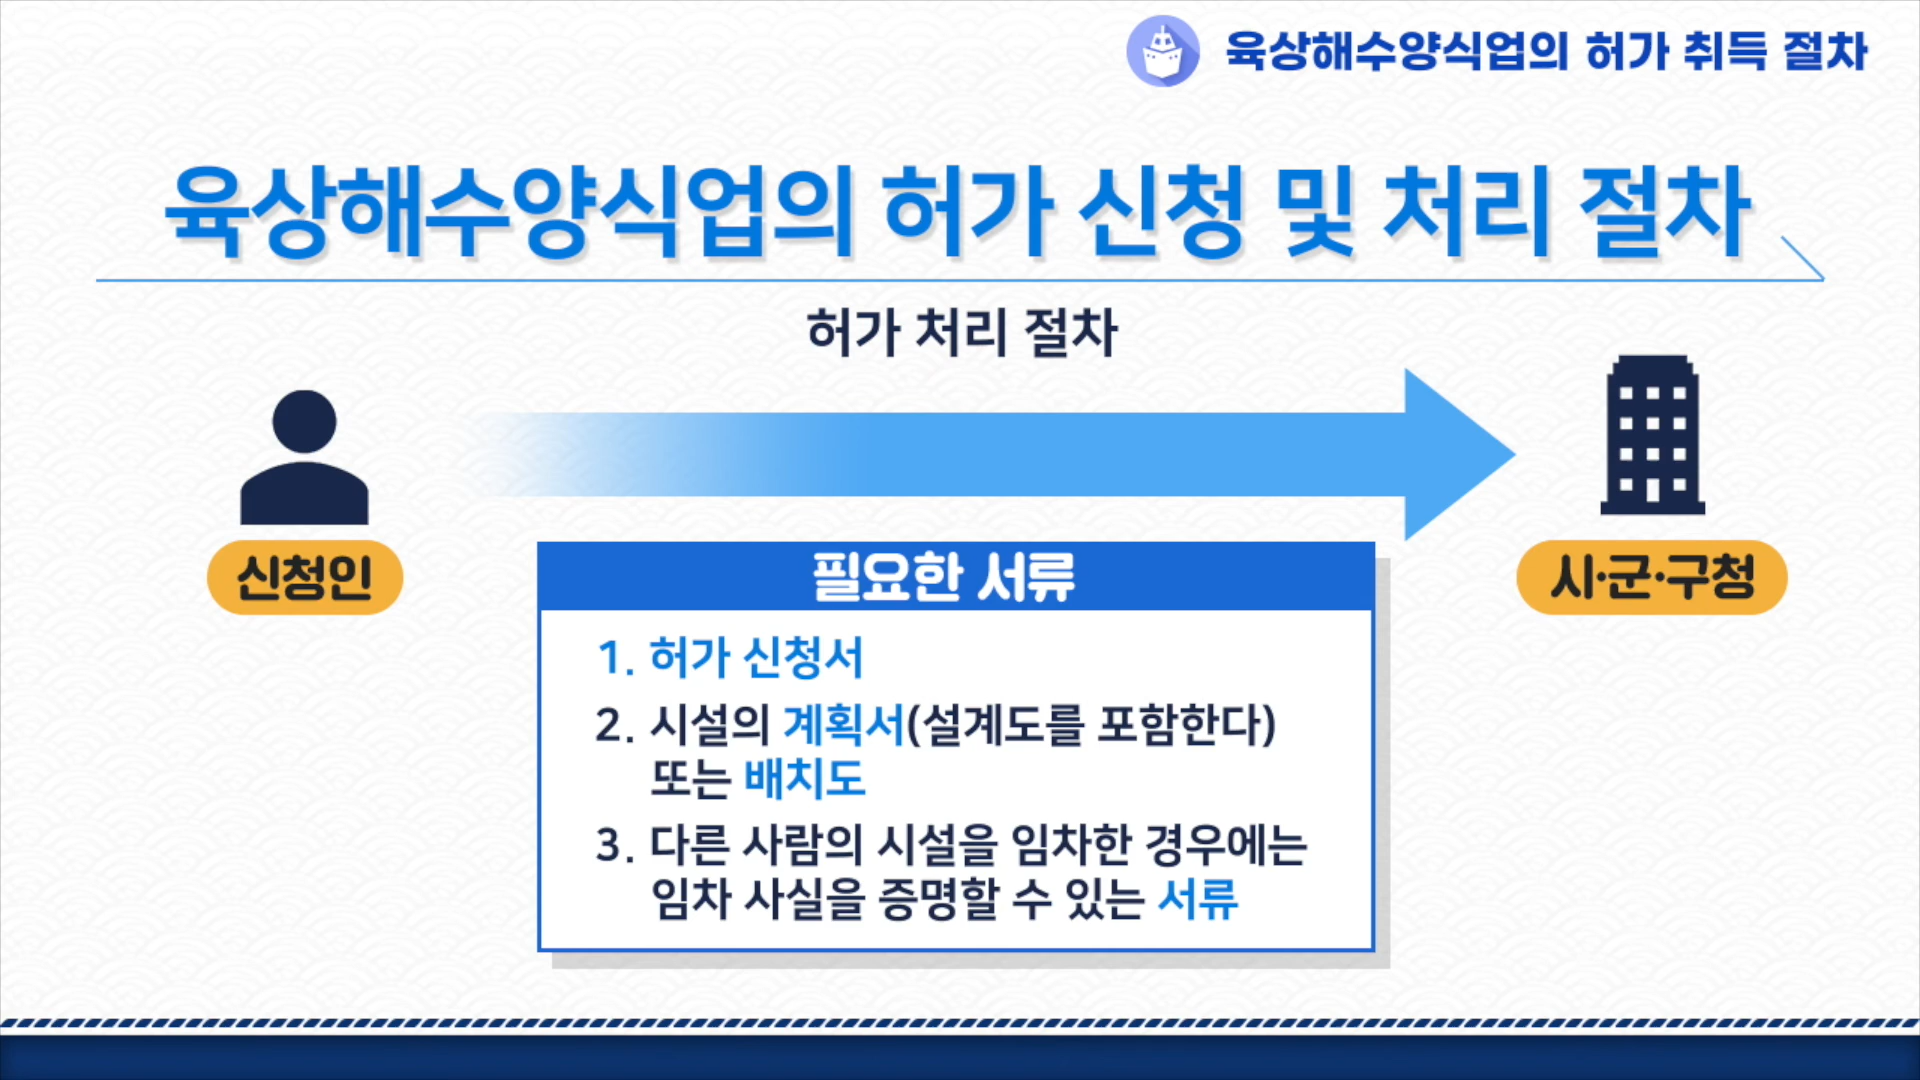 육상해수양식업의 허가 취득 절차
육상해수양식업의 허가 신청 및 처리 절차
허가 처리 절차
신청인
시·군·구청
필요한 서류
1. 허가 신청서
2. 시설의 계획서(설계도를 포함한다)
또는 배치도
3. 다른 사람의 시설을 임차한 경우에는
임차 사실을 증명할 수 있는 서류